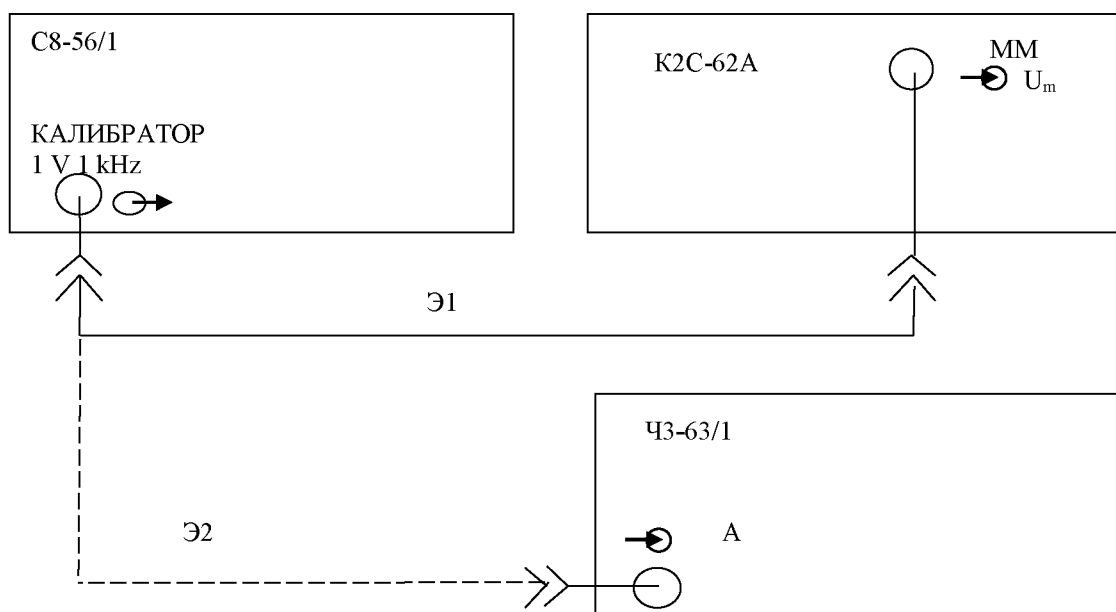 С8-56/1
КАЛИБРАТОР
1 V 1 kHz
К2С-62А
ММ
Um
Э1
Ч3-63/1
Э2
А